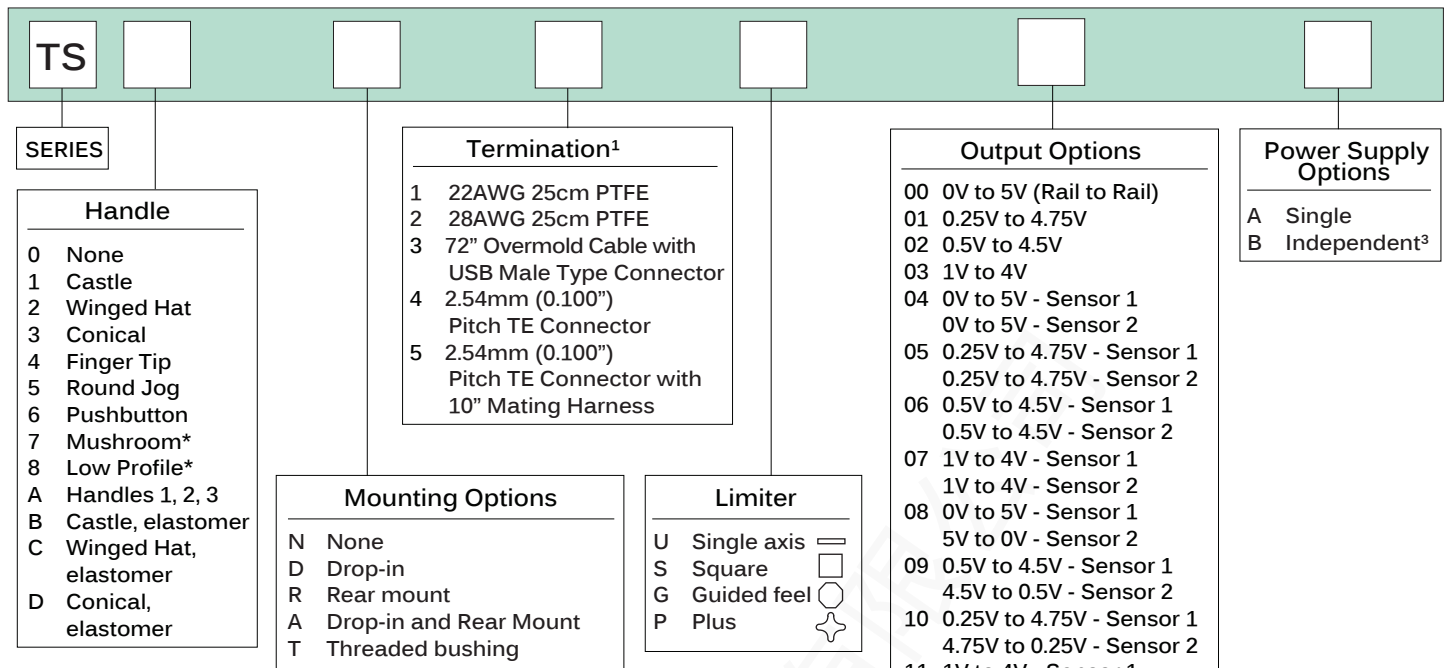 TS
SERIES
Handle
0 None
1 Castle
2 Winged Hat
3 Conical
4 Finger Tip
5 Round Jog
6 Pushbutton
7 Mushroom*
8 Low Profile*
A Handles 1, 2, 3
B Castle, elastomer
C Winged Hat,
elastomer
D Conical,
elastomer
Mounting Options
N None
D Drop-in
R Rear mount
A Drop-in and Rear Mount
T Threaded bushing
Termination¹
1 22AWG 25cm PTFE
2 28AWG 25cm PTFE
3 72” Overmold Cable with
USB Male Type Connector
4 2.54mm (0.100”)
Pitch TE Connector
5 2.54mm (0.100”)
Pitch TE Connector with
10” Mating Harness
Limiter
U Single axis
S Square
G Guided feel
P Plus
Output Options
00 0V to 5V (Rail to Rail)
01 0.25V to 4.75V
02 0.5V to 4.5V
03 1V to 4V
04 0V to 5V - Sensor 1
0V to 5V - Sensor 2
05 0.25V to 4.75V - Sensor 1
0.25V to 4.75V - Sensor 2
06 0.5V to 4.5V - Sensor 1
0.5V to 4.5V - Sensor 2
07 1V to 4V - Sensor 1
1V to 4V - Sensor 2
08 0V to 5V - Sensor 1
5V to 0V - Sensor 2
09 0.5V to 4.5V - Sensor 1
4.5V to 0.5V - Sensor 2
10 0.25V to 4.75V - Sensor 1
4.75V to 0.25V - Sensor 2
11 1V to 4V - Sensor 1
Power Supply
Options
A Single
B Independent³